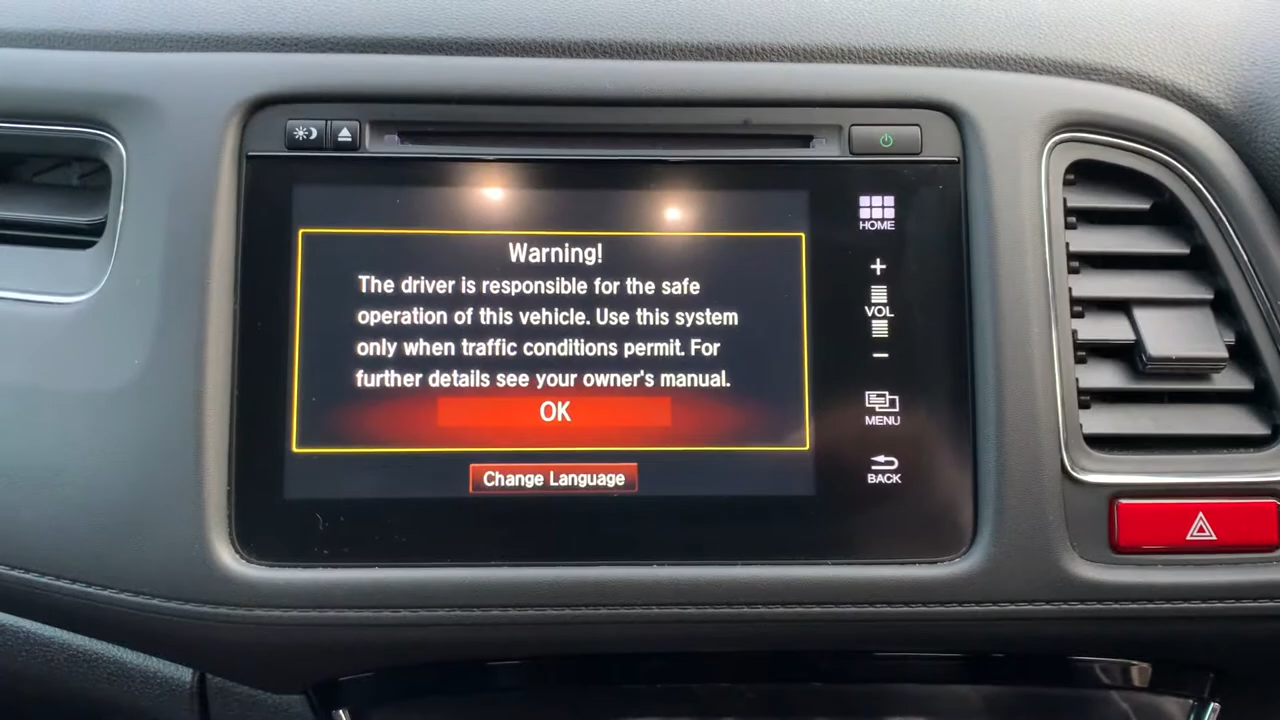 Warning!
The driver is responsible for the safe
operation of this vehicle. Use this system
only when traffic conditions permit. For
further details see your owner's manual.
OK
Change Language
HOME
+
VOL
−
MENU
BACK